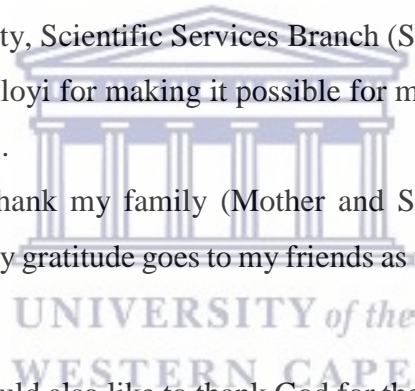 ty, Scientific Services Branch (S
loyi for making it possible for m
.
hank my family (Mother and S
y gratitude goes to my friends as
UNIVERSITY of the
WESTERN CAPE
uld also like to thank God for the